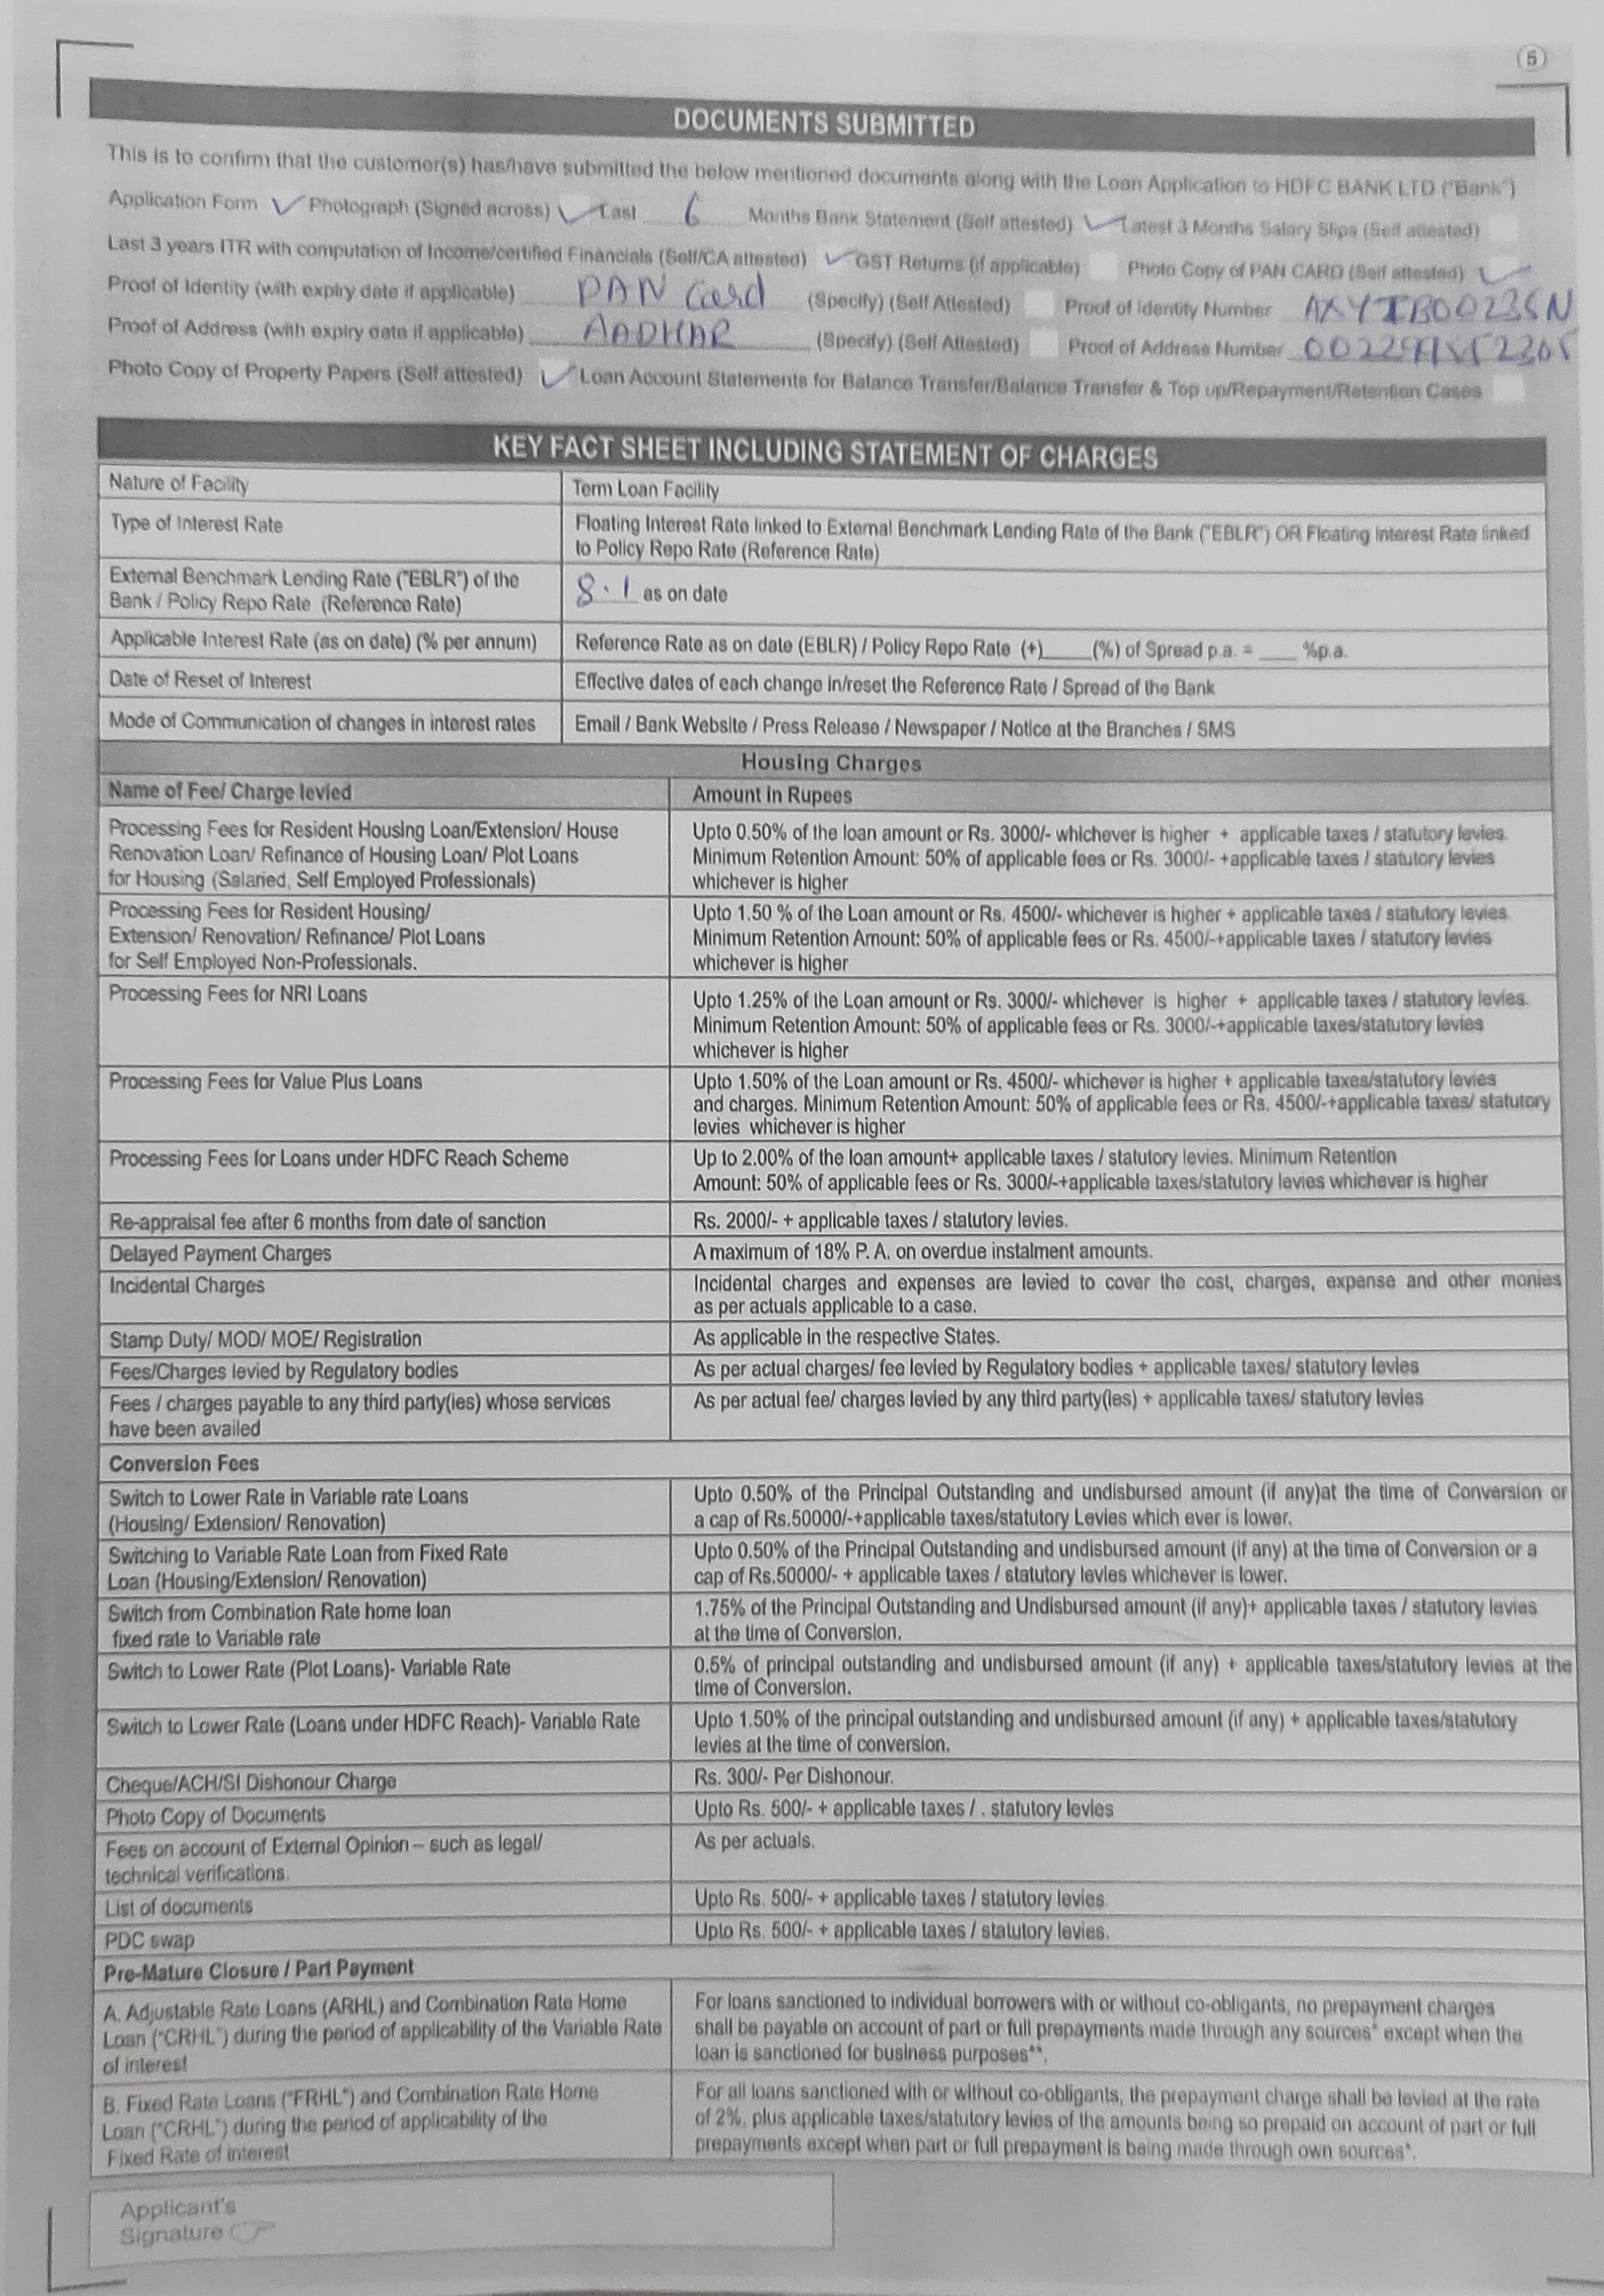 5
DOCUMENTS SUBMITTED
This is to confirm that the customer(s) has/have submitted the below mentioned documents along with the Loan Application to HDFC BANK LTD ("Bank")
Application Form ✓ Photograph (Signed across) ✓ Last 6 Months Bank Statement (Self attested) ✓ Latest 3 Months Salary Slips (Self attested)
Last 3 years ITR with computation of Income/certified Financials (Self/CA attested) ✓ GST Returns (if applicable) Photo Copy of PAN CARD (Self attested) ✓
Proof of Identity (with expiry date if applicable) PAN Card (Specify) (Self Attested) Proof of Identity Number
Proof of Address (with expiry date if applicable) AADHAR (Specify) (Self Attested) Proof of Address Number
Photo Copy of Property Papers (Self attested) ✓ Loan Account Statements for Balance Transfer/Balance Transfer & Top up/Repayment/Retention Cases
KEY FACT SHEET INCLUDING STATEMENT OF CHARGES
Nature of Facility Term Loan Facility
Type of Interest Rate Floating Interest Rate linked to External Benchmark Lending Rate of the Bank ("EBLR") OR Floating Interest Rate linked
to Policy Repo Rate (Reference Rate)
External Benchmark Lending Rate ("EBLR") of the
Bank / Policy Repo Rate (Reference Rate) 8.1 as on date
Applicable Interest Rate (as on date) (% per annum) Reference Rate as on date (EBLR) / Policy Repo Rate (+)____ (%) of Spread p.a. = ____ %p.a.
Date of Reset of Interest Effective dates of each change in/reset the Reference Rate / Spread of the Bank
Mode of Communication of changes in interest rates Email / Bank Website / Press Release / Newspaper / Notice at the Branches / SMS
Housing Charges
Name of Fee/ Charge levied Amount in Rupees
Processing Fees for Resident Housing Loan/Extension/ House Upto 0.50% of the loan amount or Rs. 3000/- whichever is higher + applicable taxes / statutory levies.
Renovation Loan/ Refinance of Housing Loan/ Plot Loans Minimum Retention Amount: 50% of applicable fees or Rs. 3000/- +applicable taxes / statutory levies
for Housing (Salaried, Self Employed Professionals) whichever is higher
Processing Fees for Resident Housing/ Upto 1.50 % of the Loan amount or Rs. 4500/- whichever is higher + applicable taxes / statutory levies
Extension/ Renovation/ Refinance/ Plot Loans Minimum Retention Amount: 50% of applicable fees or Rs. 4500/-+applicable taxes / statutory levies
for Self Employed Non-Professionals. whichever is higher
Processing Fees for NRI Loans Upto 1.25% of the Loan amount or Rs. 3000/- whichever is higher + applicable taxes / statutory levies.
Minimum Retention Amount: 50% of applicable fees or Rs. 3000/-+applicable taxes/statutory levies
whichever is higher
Processing Fees for Value Plus Loans Upto 1.50% of the Loan amount or Rs. 4500/- whichever is higher + applicable taxes/statutory levies
and charges. Minimum Retention Amount: 50% of applicable fees or Rs. 4500/-+applicable taxes/ statutory
levies whichever is higher
Processing Fees for Loans under HDFC Reach Scheme Up to 2.00% of the loan amount+ applicable taxes / statutory levies. Minimum Retention
Amount: 50% of applicable fees or Rs. 3000/-+applicable taxes/statutory levies whichever is higher
Re-appraisal fee after 6 months from date of sanction Rs. 2000/- + applicable taxes / statutory levies.
Delayed Payment Charges A maximum of 18% P. A. on overdue instalment amounts.
Incidental Charges Incidental charges and expenses are levied to cover the cost, charges, expense and other monies
as per actuals applicable to a case.
Stamp Duty/ MOD/ MOE/ Registration As applicable in the respective States.
Fees/Charges levied by Regulatory bodies As per actual charges/ fee levied by Regulatory bodies + applicable taxes/ statutory levies
Fees / charges payable to any third party(ies) whose services As per actual fee/ charges levied by any third party(ies) + applicable taxes/ statutory levies
have been availed
Conversion Fees
Switch to Lower Rate in Variable rate Loans Upto 0.50% of the Principal Outstanding and undisbursed amount (if any)at the time of Conversion or
(Housing/ Extension/ Renovation) a cap of Rs.50000/-+applicable taxes/statutory Levies which ever is lower.
Switching to Variable Rate Loan from Fixed Rate Upto 0.50% of the Principal Outstanding and undisbursed amount (if any) at the time of Conversion or a
Loan (Housing/Extension/ Renovation) cap of Rs.50000/- + applicable taxes / statutory levies whichever is lower.
Switch from Combination Rate home loan 1.75% of the Principal Outstanding and Undisbursed amount (if any)+ applicable taxes / statutory levies
fixed rate to Variable rate at the time of Conversion.
Switch to Lower Rate (Plot Loans)- Variable Rate 0.5% of principal outstanding and undisbursed amount (if any) + applicable taxes/statutory levies at the
time of Conversion.
Switch to Lower Rate (Loans under HDFC Reach)- Variable Rate Upto 1.50% of the principal outstanding and undisbursed amount (if any) + applicable taxes/statutory
levies at the time of conversion.
Cheque/ACH/SI Dishonour Charge Rs. 300/- Per Dishonour.
Photo Copy of Documents Upto Rs. 500/- + applicable taxes / . statutory levies
Fees on account of External Opinion – such as legal/ As per actuals.
technical verifications.
List of documents Upto Rs. 500/- + applicable taxes / statutory levies
PDC swap Upto Rs. 500/- + applicable taxes / statutory levies.
Pre-Mature Closure / Part Payment
A. Adjustable Rate Loans (ARHL) and Combination Rate Home For loans sanctioned to individual borrowers with or without co-obligants, no prepayment charges
Loan ("CRHL") during the period of applicability of the Variable Rate shall be payable on account of part or full prepayments made through any sources* except when the
of interest loan is sanctioned for business purposes**.
B. Fixed Rate Loans ("FRHL") and Combination Rate Home For all loans sanctioned with or without co-obligants, the prepayment charge shall be levied at the rate
Loan ("CRHL") during the period of applicability of the of 2%, plus applicable taxes/statutory levies of the amounts being so prepaid on account of part or full
Fixed Rate of interest prepayments except when part or full prepayment is being made through own sources*.
Applicant's
Signature